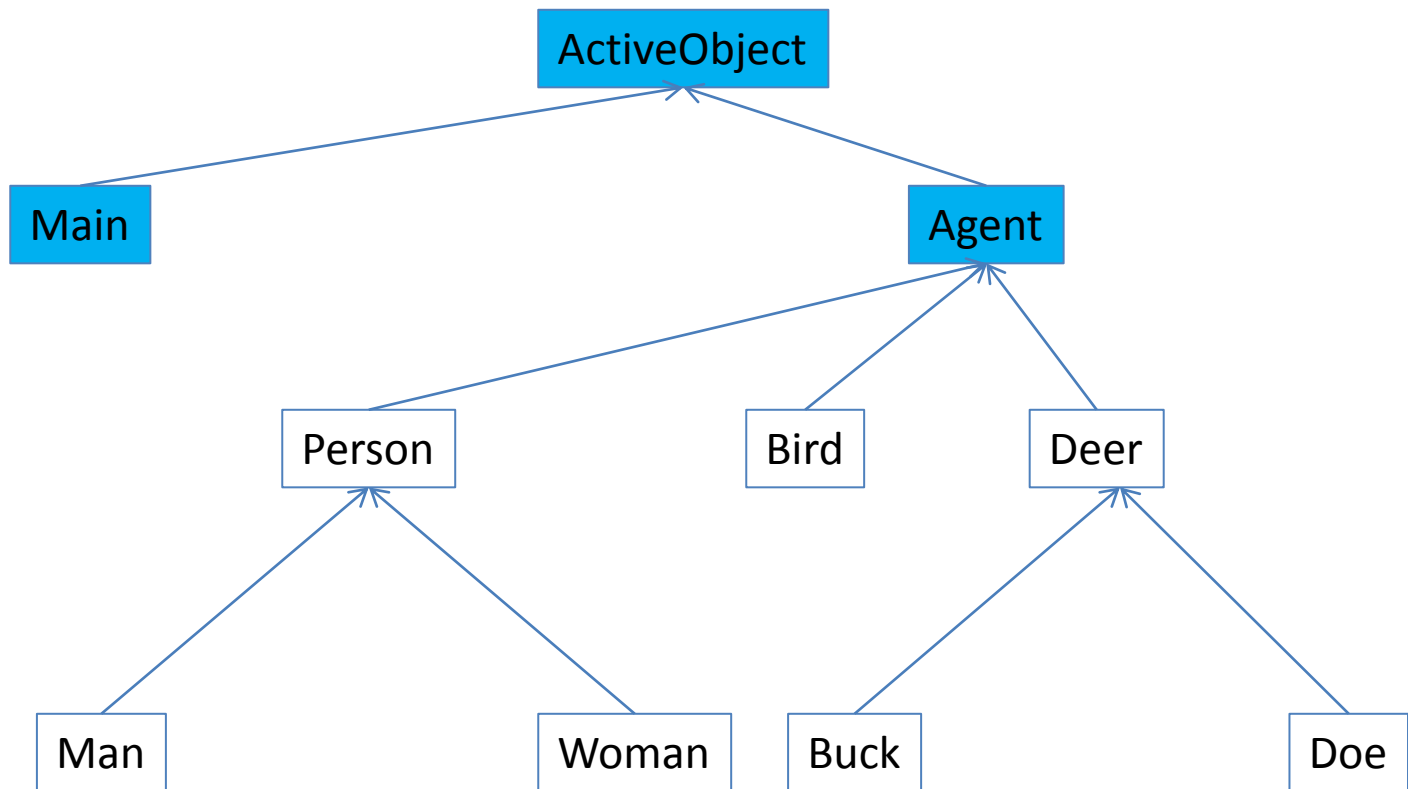 ActiveObject
Main
Agent
Person
Bird
Deer
Man
Woman
Buck
Doe